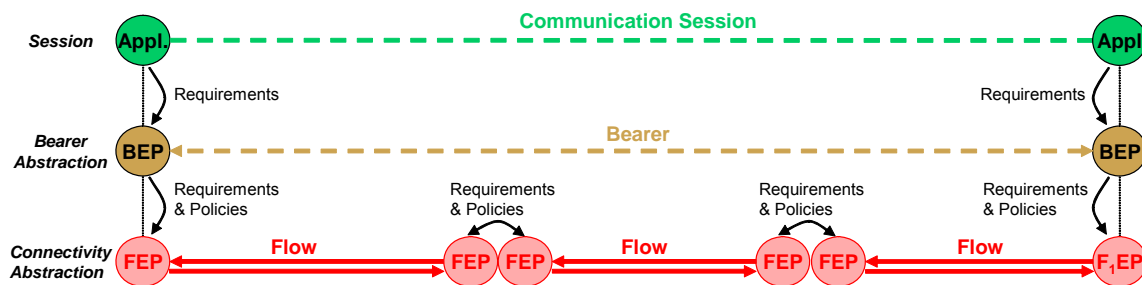 Communication Session
Session
Appl.
Appl
Requirements
Requirements
Bearer
Abstraction
BEP
Bearer
BEP
Requirements
& Policies
Requirements
& Policies
Requirements
& Policies
Requirements
& Policies
Connectivity
Abstraction
FEP
Flow
FEP
FEP
Flow
FEP
FEP
Flow
F₁EP